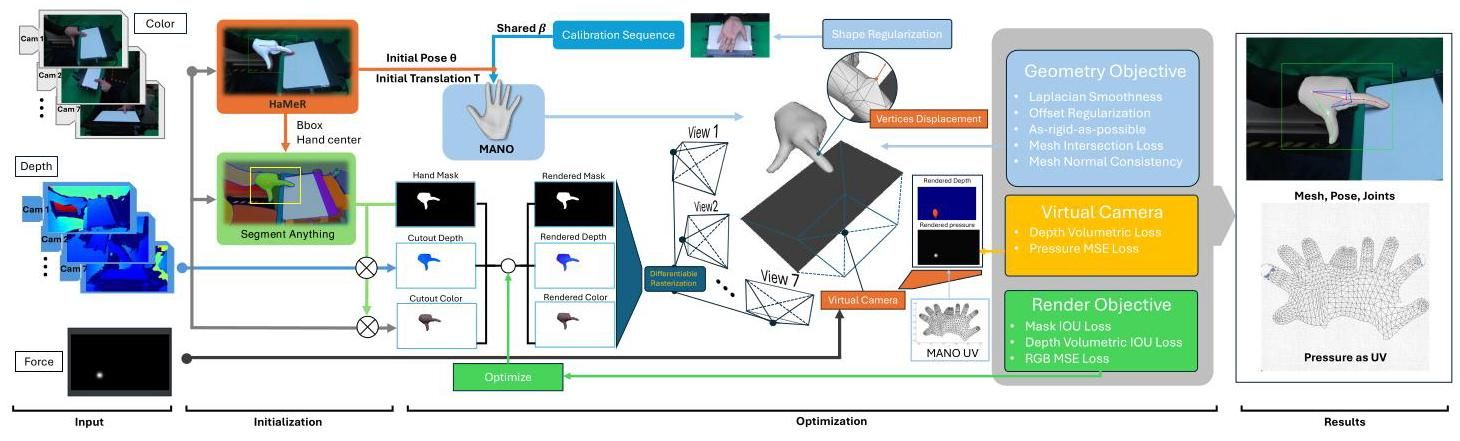 Color
Cam 1
Cam 2
Cam 7
Depth
Cam 1
Cam 2
Cam 7
Force
Input
HaMeR
Bbox
Hand center
Segment Anything
Initialization
Initial Pose θ
Initial Translation T
Shared β
Calibration Sequence
Shape Regularization
MANO
Hand Mask
Cutout Depth
Cutout Color
Rendered Mask
Rendered Depth
Rendered Color
Optimize
Differentiable
Rasterization
View 1
View2
View 7
Vertices Displacement
Virtual Camera
Rendered Depth
Rendered pressure
MANO UV
Geometry Objective
• Laplacian Smoothness
• Offset Regularization
• As-rigid-as-possible
• Mesh Intersection Loss
• Mesh Normal Consistency
Virtual Camera
• Depth Volumetric Loss
• Pressure MSE Loss
Render Objective
• Mask IOU Loss
• Depth Volumetric IOU Loss
• RGB MSE Loss
Optimization
Mesh, Pose, Joints
Pressure as UV
Results